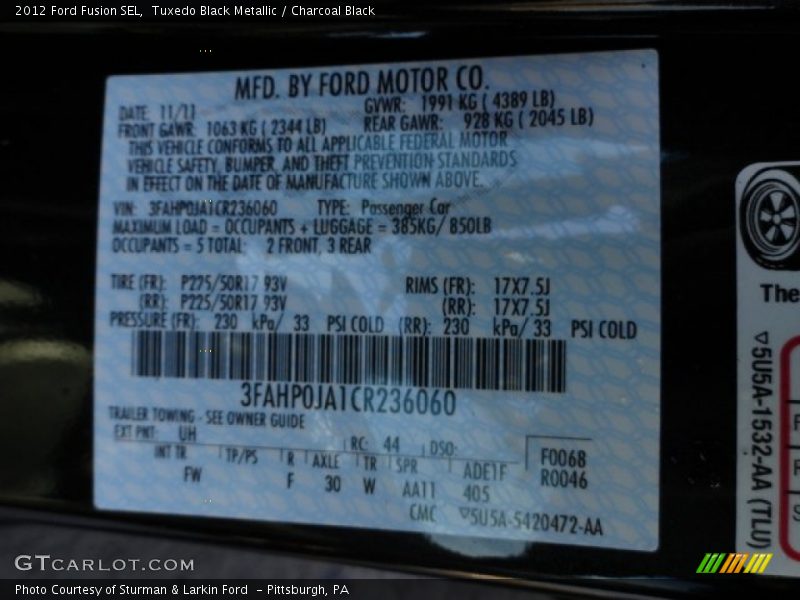 2012 Ford Fusion SEL,  Tuxedo Black Metallic / Charcoal Black
MFD. BY FORD MOTOR CO.
DATE: 11/11
GVWR: 1991 KG ( 4389 LB)
FRONT GAWR: 1063 KG ( 2344 LB)
REAR GAWR: 928 KG ( 2045 LB)
THIS VEHICLE CONFORMS TO ALL APPLICABLE FEDERAL MOTOR
VEHICLE SAFETY, BUMPER, AND THEFT PREVENTION STANDARDS
IN EFFECT ON THE DATE OF MANUFACTURE SHOWN ABOVE.
VIN: 3FAHP0JA1CR236060 TYPE: Passenger Car
MAXIMUM LOAD = OCCUPANTS + LUGGAGE = 385KG/ 850LB
OCCUPANTS = 5 TOTAL: 2 FRONT, 3 REAR
TIRE (FR): P225/50R17 93V RIMS (FR): 17X7.5J
(RR): P225/50R17 93V (RR): 17X7.5J
PRESSURE (FR): 230 kPa/ 33 PSI COLD (RR): 230 kPa/ 33 PSI COLD
3FAHP0JA1CR236060
TRAILER TOWING - SEE OWNER GUIDE
EXT PNT: UH RC: 44 DSO:
INT TR TP/PS R AXLE TR SPR ADE1F F0068
FW F 30 W AA11 405 R0046
CMC ▽5U5A-5420472-AA
The
▽5U5A-1532-AA (TLU)
GTCARLOT.COM
Photo Courtesy of Sturman & Larkin Ford  - Pittsburgh, PA